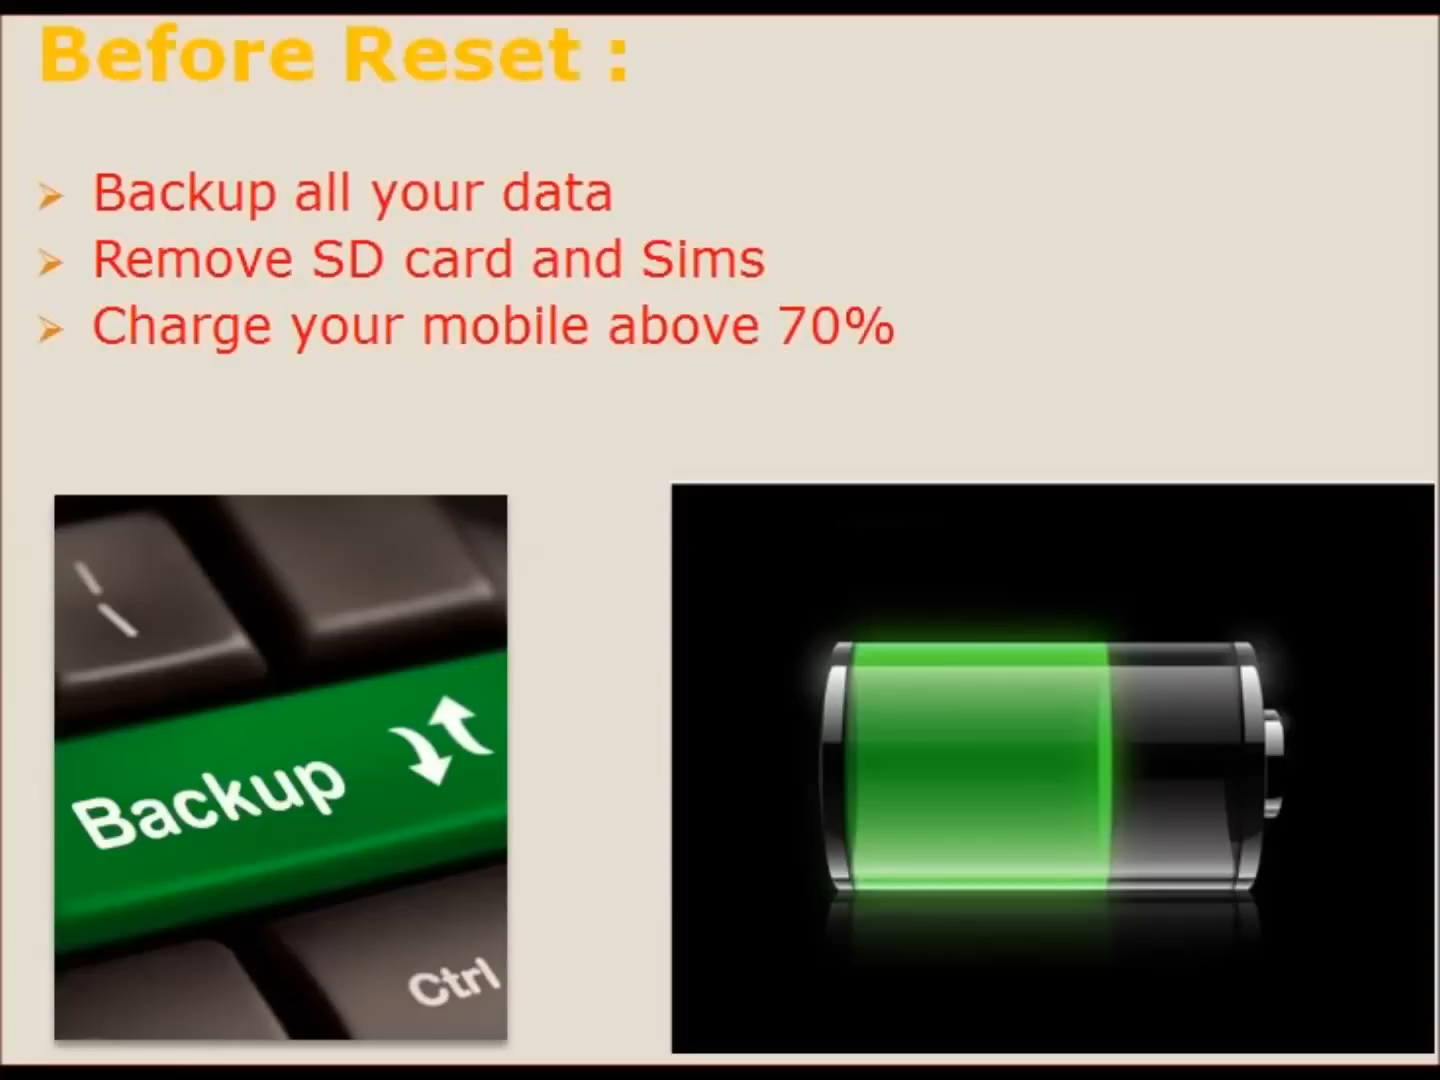 Before Reset :
Backup all your data
Remove SD card and Sims
Charge your mobile above 70%
Backup
Ctrl